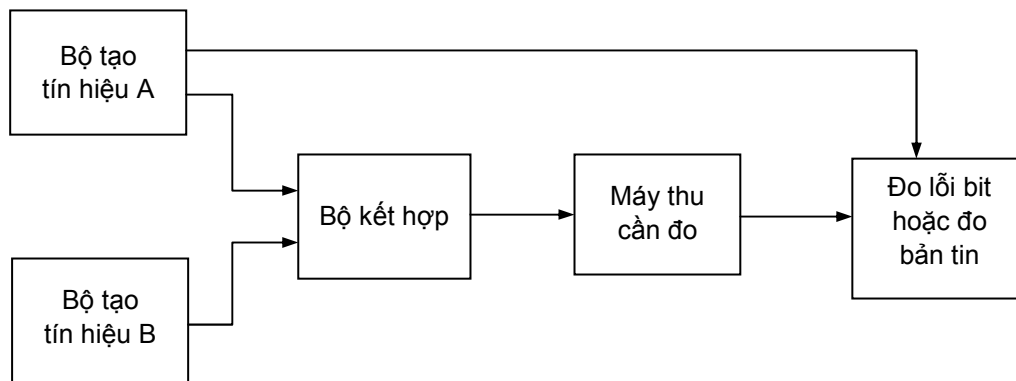 Bộ tạo
tín hiệu A
Bộ kết hợp
Máy thu
cần đo
Đo lỗi bit
hoặc đo
bản tin
Bộ tạo
tín hiệu B